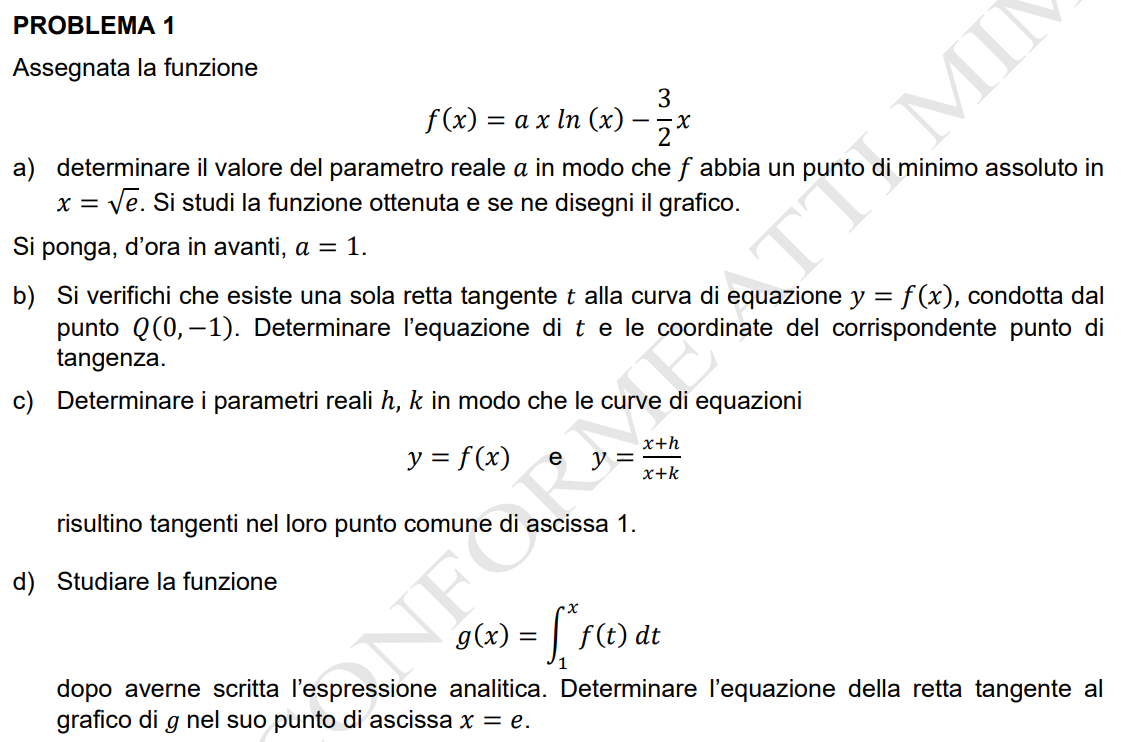 PROBLEMA 1
Assegnata la funzione
f(x) = a x ln (x) − 3/2 x
a) determinare il valore del parametro reale a in modo che f abbia un punto di minimo assoluto in
x = √e. Si studi la funzione ottenuta e se ne disegni il grafico.
Si ponga, d'ora in avanti, a = 1.
b) Si verifichi che esiste una sola retta tangente t alla curva di equazione y = f(x), condotta dal
punto Q(0, −1). Determinare l'equazione di t e le coordinate del corrispondente punto di
tangenza.
c) Determinare i parametri reali h, k in modo che le curve di equazioni
y = f(x) e y = (x+h)/(x+k)
risultino tangenti nel loro punto comune di ascissa 1.
d) Studiare la funzione
g(x) = ∫₁ˣ f(t) dt
dopo averne scritta l'espressione analitica. Determinare l'equazione della retta tangente al
grafico di g nel suo punto di ascissa x = e.
CONFORME ATTI MIM